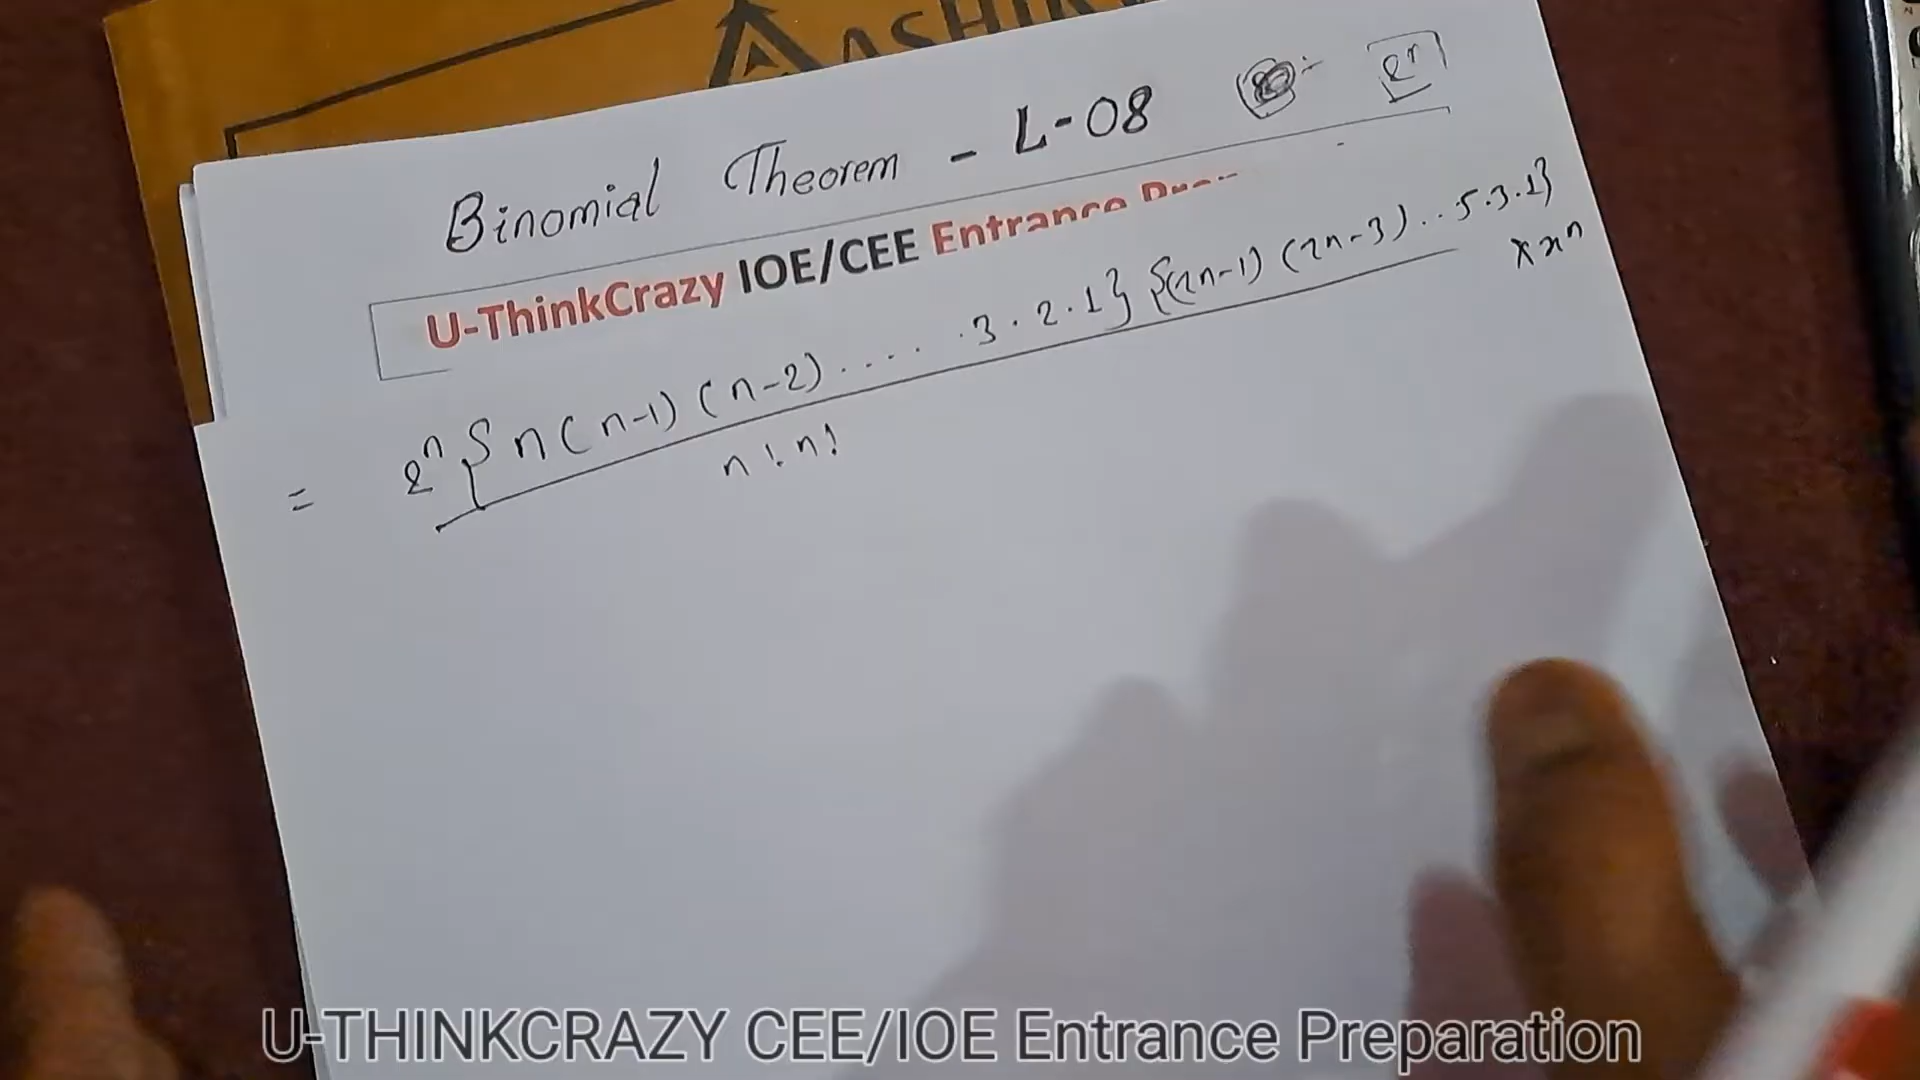 Binomial Theorem - L-08
2ⁿ
U-ThinkCrazy IOE/CEE Entrance
= 2ⁿ {n(n-1)(n-2)..... .3.2.1} {(2n-1)(2n-3)..5.3.1} × xⁿ
n! n!
U-THINKCRAZY CEE/IOE Entrance Preparation